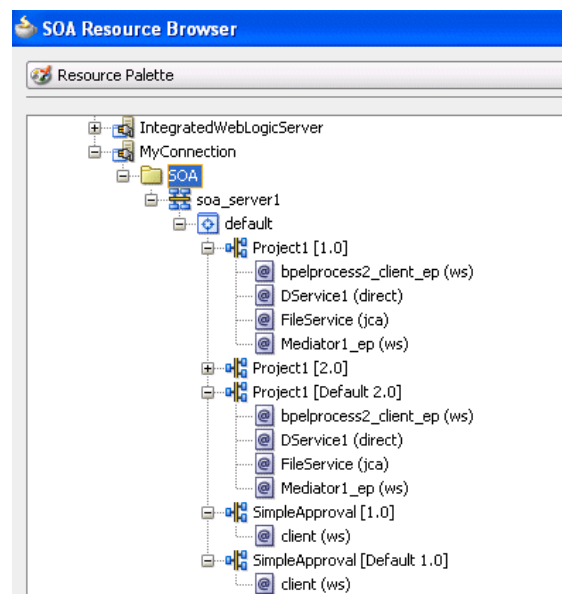 SOA Resource Browser
Resource Palette
IntegratedWebLogicServer
MyConnection
SOA
soa_server1
default
Project1 [1.0]
bpelprocess2_client_ep (ws)
DService1 (direct)
FileService (jca)
Mediator1_ep (ws)
Project1 [2.0]
Project1 [Default 2.0]
bpelprocess2_client_ep (ws)
DService1 (direct)
FileService (jca)
Mediator1_ep (ws)
SimpleApproval [1.0]
client (ws)
SimpleApproval [Default 1.0]
client (ws)